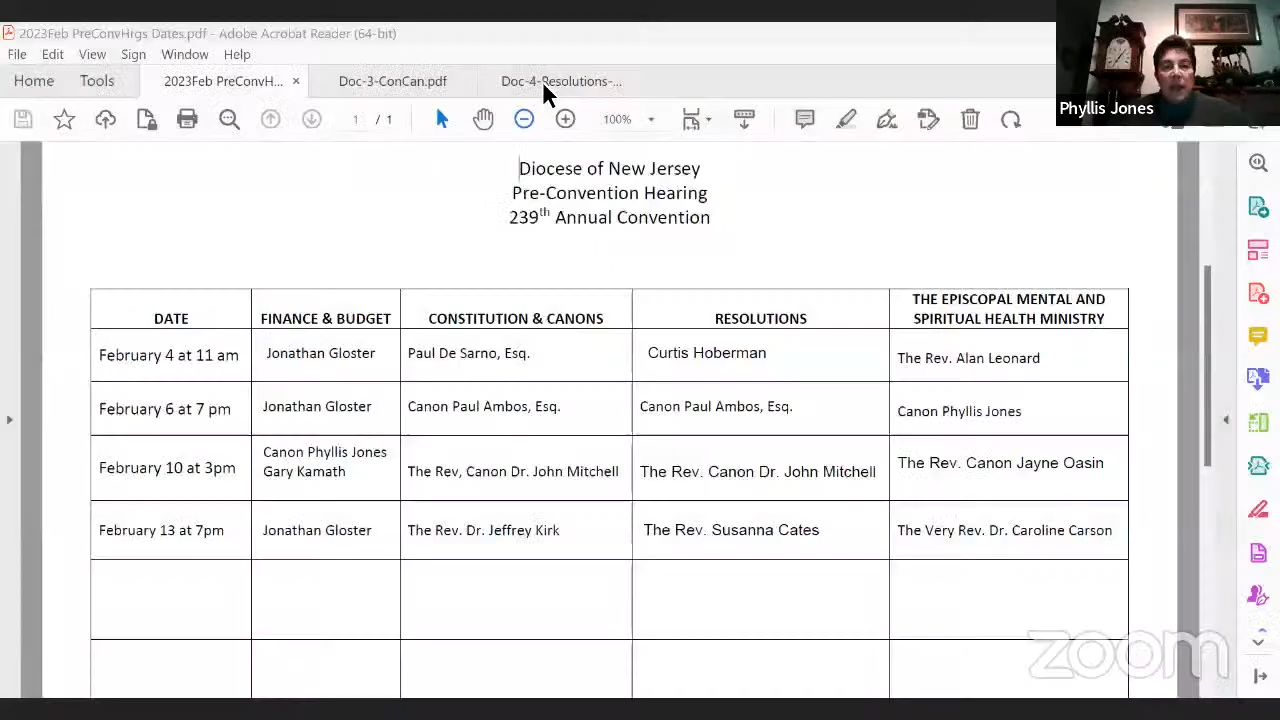 2023Feb PreConvHrgs Dates.pdf - Adobe Acrobat Reader (64-bit)
File Edit View Sign Window Help
Home Tools 2023Feb PreConvH... × Doc-3-ConCan.pdf Doc-4-Resolutions-...
1 / 1 100%
Phyllis Jones
Diocese of New Jersey
Pre-Convention Hearing
239th Annual Convention
DATE FINANCE & BUDGET CONSTITUTION & CANONS RESOLUTIONS THE EPISCOPAL MENTAL AND
SPIRITUAL HEALTH MINISTRY
February 4 at 11 am Jonathan Gloster Paul De Sarno, Esq. Curtis Hoberman The Rev. Alan Leonard
February 6 at 7 pm Jonathan Gloster Canon Paul Ambos, Esq. Canon Paul Ambos, Esq. Canon Phyllis Jones
February 10 at 3pm Canon Phyllis Jones
Gary Kamath The Rev, Canon Dr. John Mitchell The Rev. Canon Dr. John Mitchell The Rev. Canon Jayne Oasin
February 13 at 7pm Jonathan Gloster The Rev. Dr. Jeffrey Kirk The Rev. Susanna Cates The Very Rev. Dr. Caroline Carson
zoom